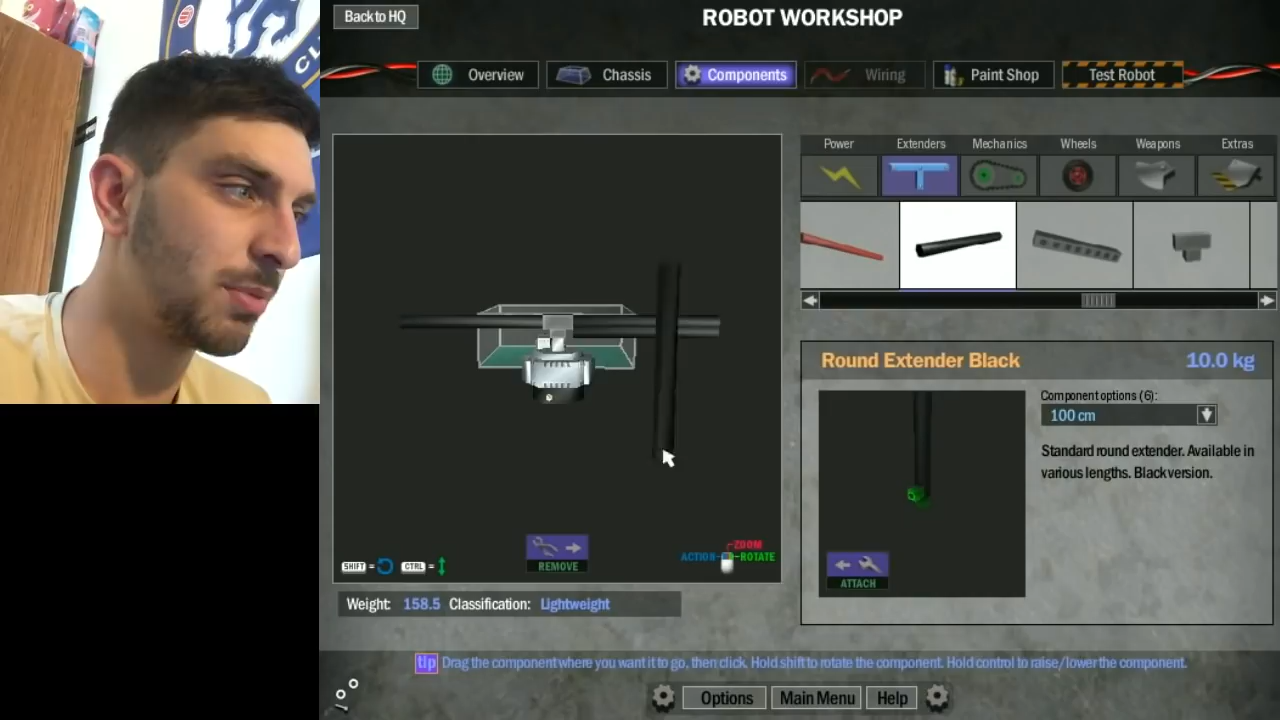 Back to HQ
ROBOT WORKSHOP
Overview
Chassis
Components
Wiring
Paint Shop
Test Robot
Power
Extenders
Mechanics
Wheels
Weapons
Extras
Round Extender Black
10.0 kg
Component options (6):
100 cm
Standard round extender. Available in
various lengths. Black version.
ATTACH
REMOVE
SHIFT =
CTRL =
ZOOM
ACTION
ROTATE
Weight: 158.5 Classification: Lightweight
tip Drag the component where you want it to go, then click. Hold shift to rotate the component. Hold control to raise/lower the component.
Options
Main Menu
Help